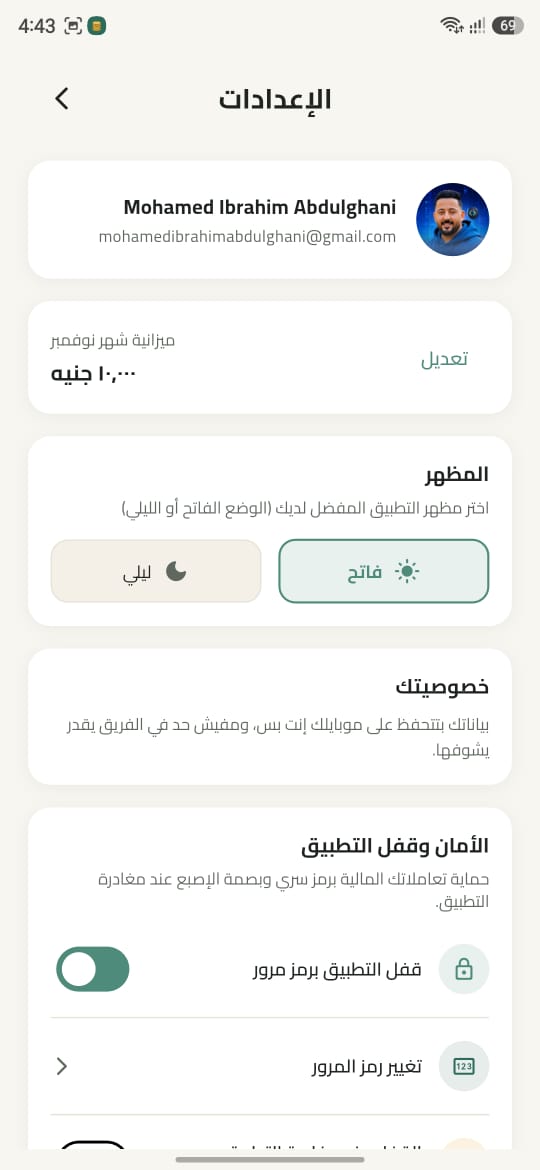 4:43
69
الإعدادات
Mohamed Ibrahim Abdulghani
mohamedibrahimabdulghani@gmail.com
ميزانية شهر نوفمبر
١٠,٠٠٠ جنيه
تعديل
المظهر
اختر مظهر التطبيق المفضل لديك (الوضع الفاتح أو الليلي)
فاتح
ليلي
خصوصيتك
بياناتك بتتحفظ على موبايلك إنت بس، ومفيش حد في الفريق يقدر
يشوفها.
الأمان وقفل التطبيق
حماية تعاملاتك المالية برمز سري وبصمة الإصبع عند مغادرة
التطبيق.
قفل التطبيق برمز مرور
123
تغيير رمز المرور